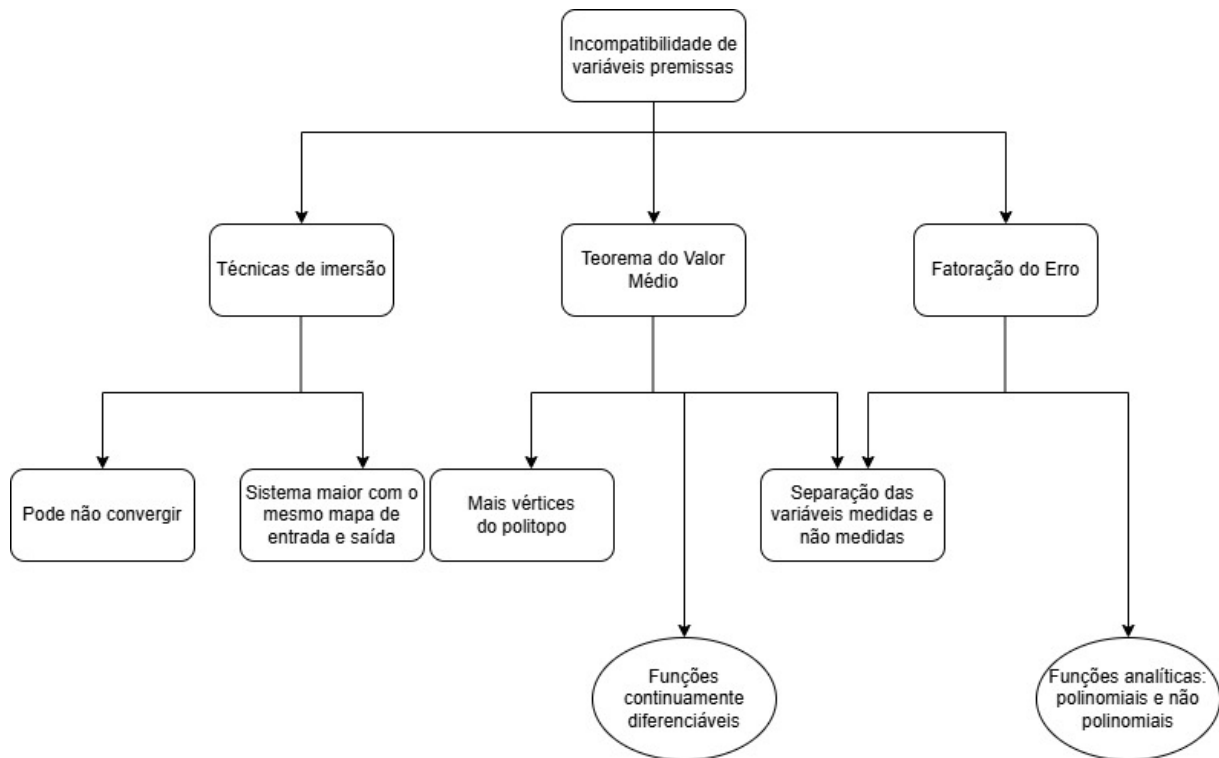 Incompatibilidade de
variáveis premissas
Técnicas de imersão
Teorema do Valor
Médio
Fatoração do Erro
Pode não convergir
Sistema maior com o
mesmo mapa de
entrada e saída
Mais vértices
do politopo
Separação das
variáveis medidas e
não medidas
Funções
continuamente
diferenciáveis
Funções analíticas:
polinomiais e não
polinomiais